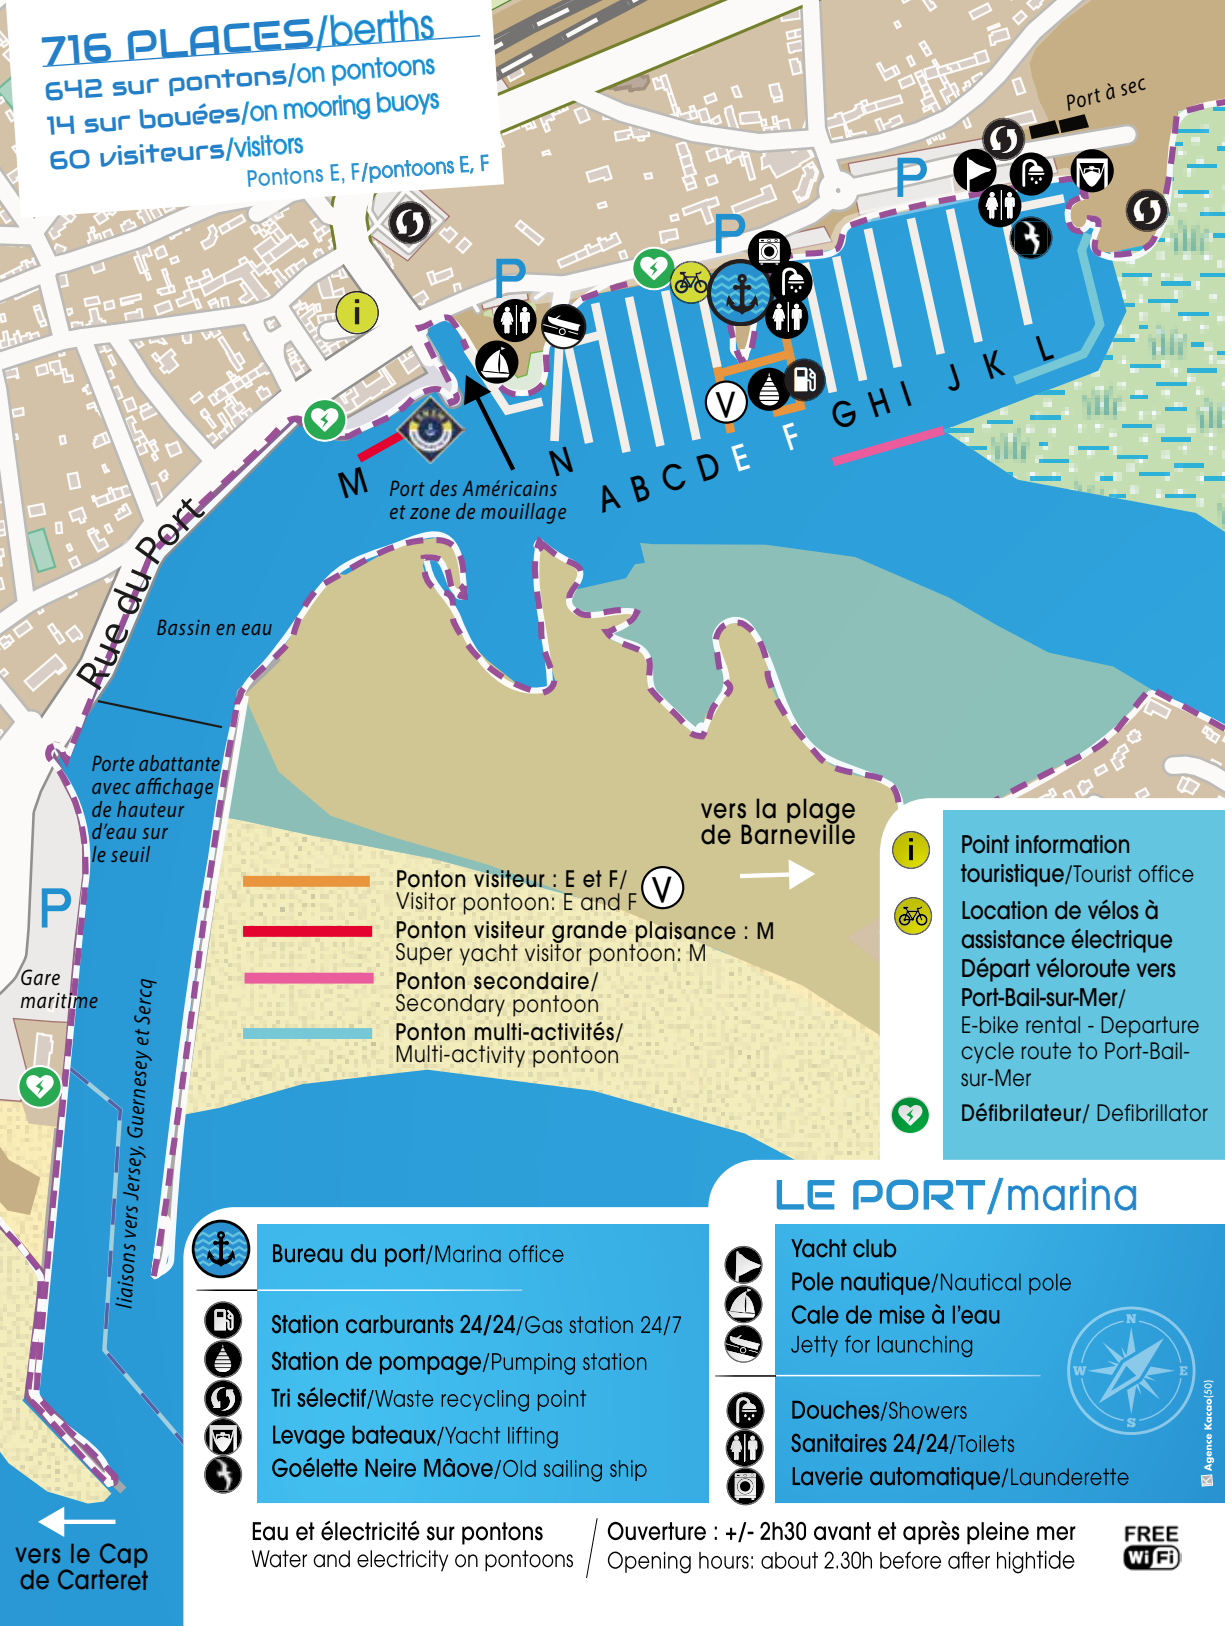 716 PLACES/berths
642 sur pontons/on pontoons
14 sur bouées/on mooring buoys
60 visiteurs/visitors
Pontons E, F/pontoons E, F
Port à sec
P
P
P
i
V
M
N
A B C D E F G H I J K L
Port des Américains
et zone de mouillage
Rue du Port
Bassin en eau
Porte abattante
avec affichage
de hauteur
d'eau sur
le seuil
P
Gare
maritime
liaisons vers Jersey, Guernesey et Sercq
vers la plage
de Barneville
Ponton visiteur : E et F/
Visitor pontoon: E and F
V
Ponton visiteur grande plaisance : M
Super yacht visitor pontoon: M
Ponton secondaire/
Secondary pontoon
Ponton multi-activités/
Multi-activity pontoon
i
Point information
touristique/Tourist office
Location de vélos à
assistance électrique
Départ véloroute vers
Port-Bail-sur-Mer/
E-bike rental - Departure
cycle route to Port-Bail-
sur-Mer
Défibrilateur/ Defibrillator
LE PORT/marina
Bureau du port/Marina office
Station carburants 24/24/Gas station 24/7
Station de pompage/Pumping station
Tri sélectif/Waste recycling point
Levage bateaux/Yacht lifting
Goélette Neire Mâove/Old sailing ship
Yacht club
Pole nautique/Nautical pole
Cale de mise à l'eau
Jetty for launching
Douches/Showers
Sanitaires 24/24/Toilets
Laverie automatique/Launderette
N
W E
S
Agence Kacao(50)
Eau et électricité sur pontons
Water and electricity on pontoons
Ouverture : +/- 2h30 avant et après pleine mer
Opening hours: about 2.30h before after hightide
FREE
Wi Fi
vers le Cap
de Carteret